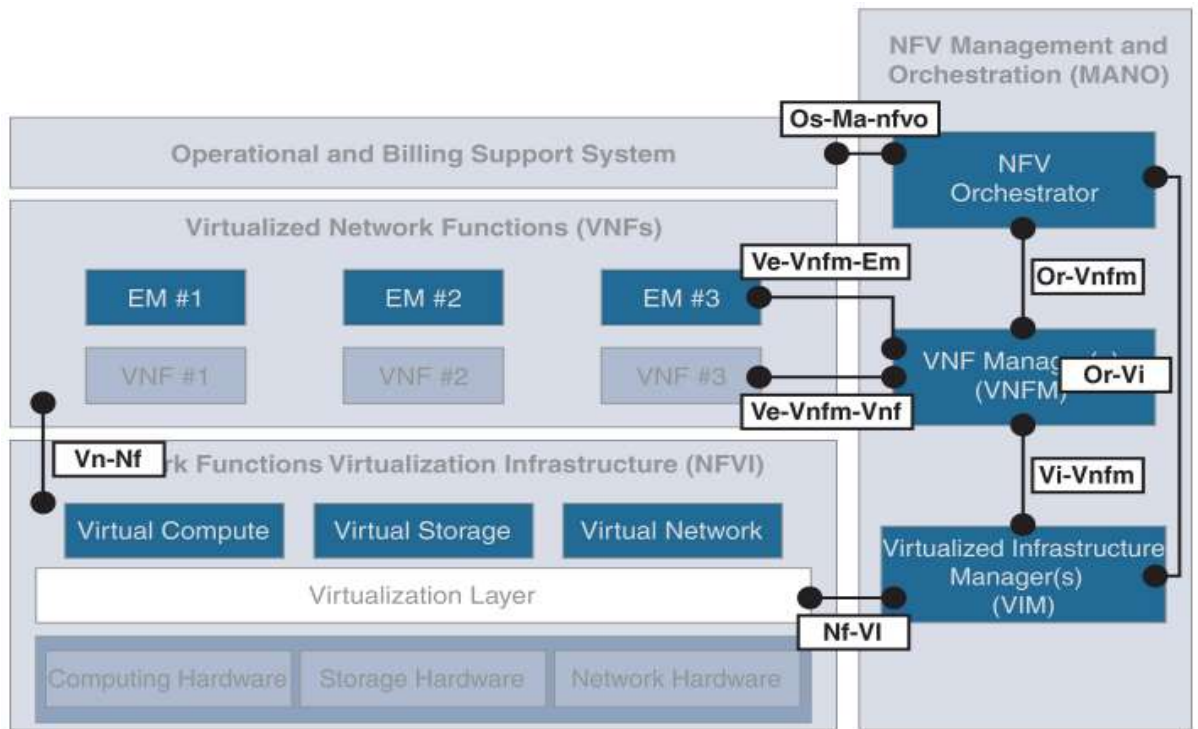 NFV Management and
Orchestration (MANO)
Os-Ma-nfvo
Operational and Billing Support System
NFV
Orchestrator
Virtualized Network Functions (VNFs)
Ve-Vnfm-Em
Or-Vnfm
EM #1
EM #2
EM #3
VNF #1
VNF #2
VNF #3
VNF
(VNFM)
Or-Vi
Ve-Vnfm-Vnf
Vn-Nf
Functions Virtualization Infrastructure (NFVI)
Vi-Vnfm
Virtual Compute
Virtual Storage
Virtual Network
Virtualized Infrastructure
Manager(s)
(VIM)
Virtualization Layer
Nf-VI
Computing Hardware
Storage Hardware
Network Hardware